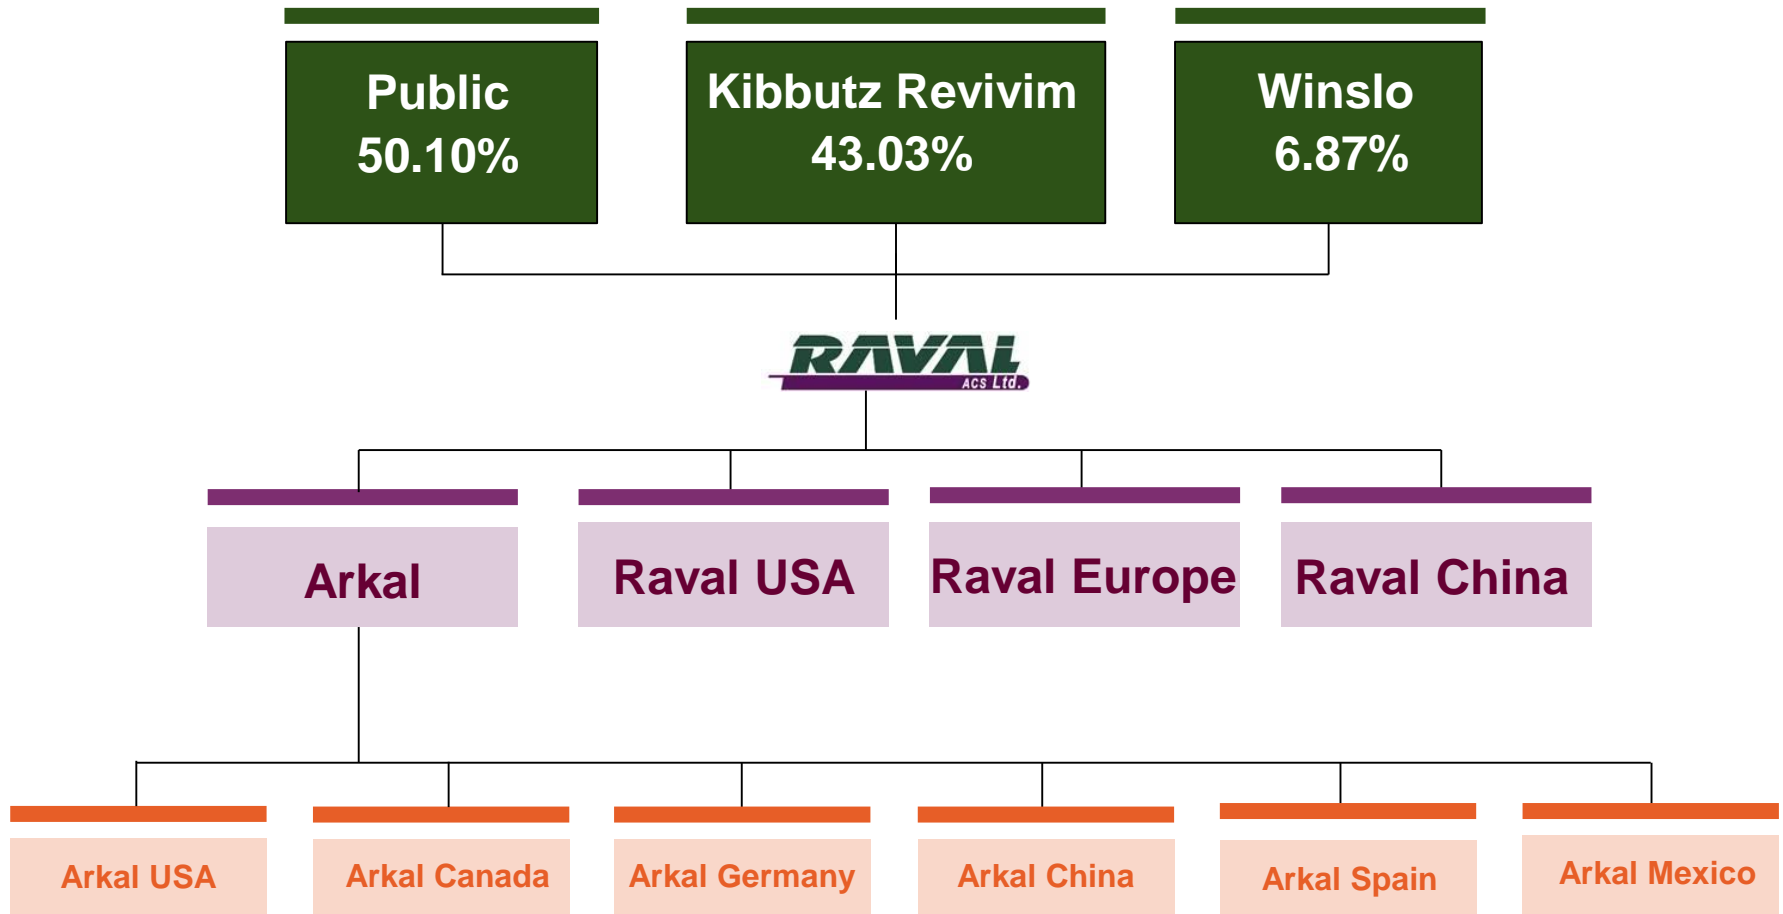 Public
50.10%
Kibbutz Revivim
43.03%
Winslo
6.87%
RAVAL
ACS Ltd.
Arkal
Raval USA
Raval Europe
Raval China
Arkal USA
Arkal Canada
Arkal Germany
Arkal China
Arkal Spain
Arkal Mexico